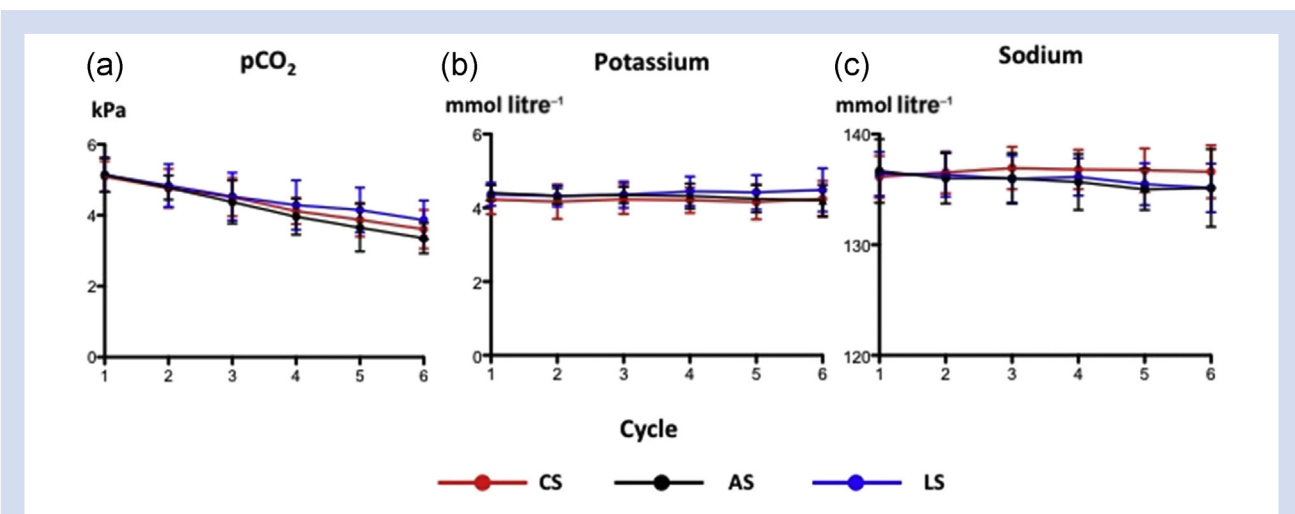 (a) pCO₂
kPa
6
4
2
0
1 2 3 4 5 6
(b) Potassium
mmol litre⁻¹
6
4
2
0
1 2 3 4 5 6
(c) Sodium
mmol litre⁻¹
140
130
120
1 2 3 4 5 6
Cycle
CS AS LS